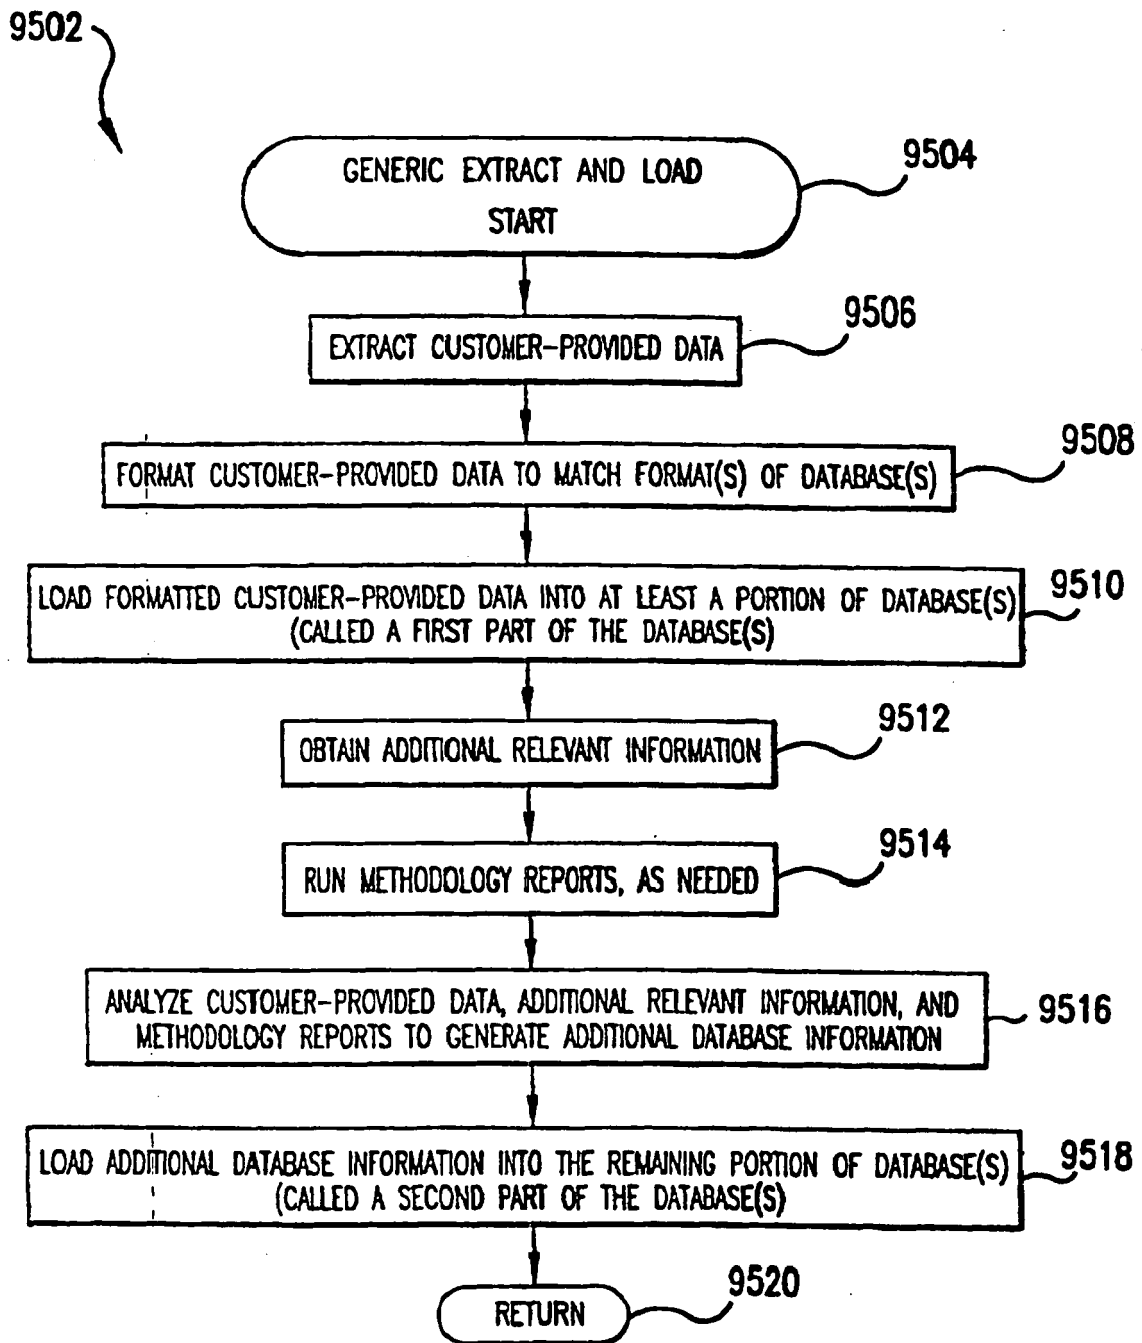 9502
GENERIC EXTRACT AND LOAD
START
9504
EXTRACT CUSTOMER-PROVIDED DATA
9506
FORMAT CUSTOMER-PROVIDED DATA TO MATCH FORMAT(S) OF DATABASE(S)
9508
LOAD FORMATTED CUSTOMER-PROVIDED DATA INTO AT LEAST A PORTION OF DATABASE(S)
(CALLED A FIRST PART OF THE DATABASE(S)
9510
OBTAIN ADDITIONAL RELEVANT INFORMATION
9512
RUN METHODOLOGY REPORTS, AS NEEDED
9514
ANALYZE CUSTOMER-PROVIDED DATA, ADDITIONAL RELEVANT INFORMATION, AND
METHODOLOGY REPORTS TO GENERATE ADDITIONAL DATABASE INFORMATION
9516
LOAD ADDITIONAL DATABASE INFORMATION INTO THE REMAINING PORTION OF DATABASE(S)
(CALLED A SECOND PART OF THE DATABASE(S)
9518
RETURN
9520